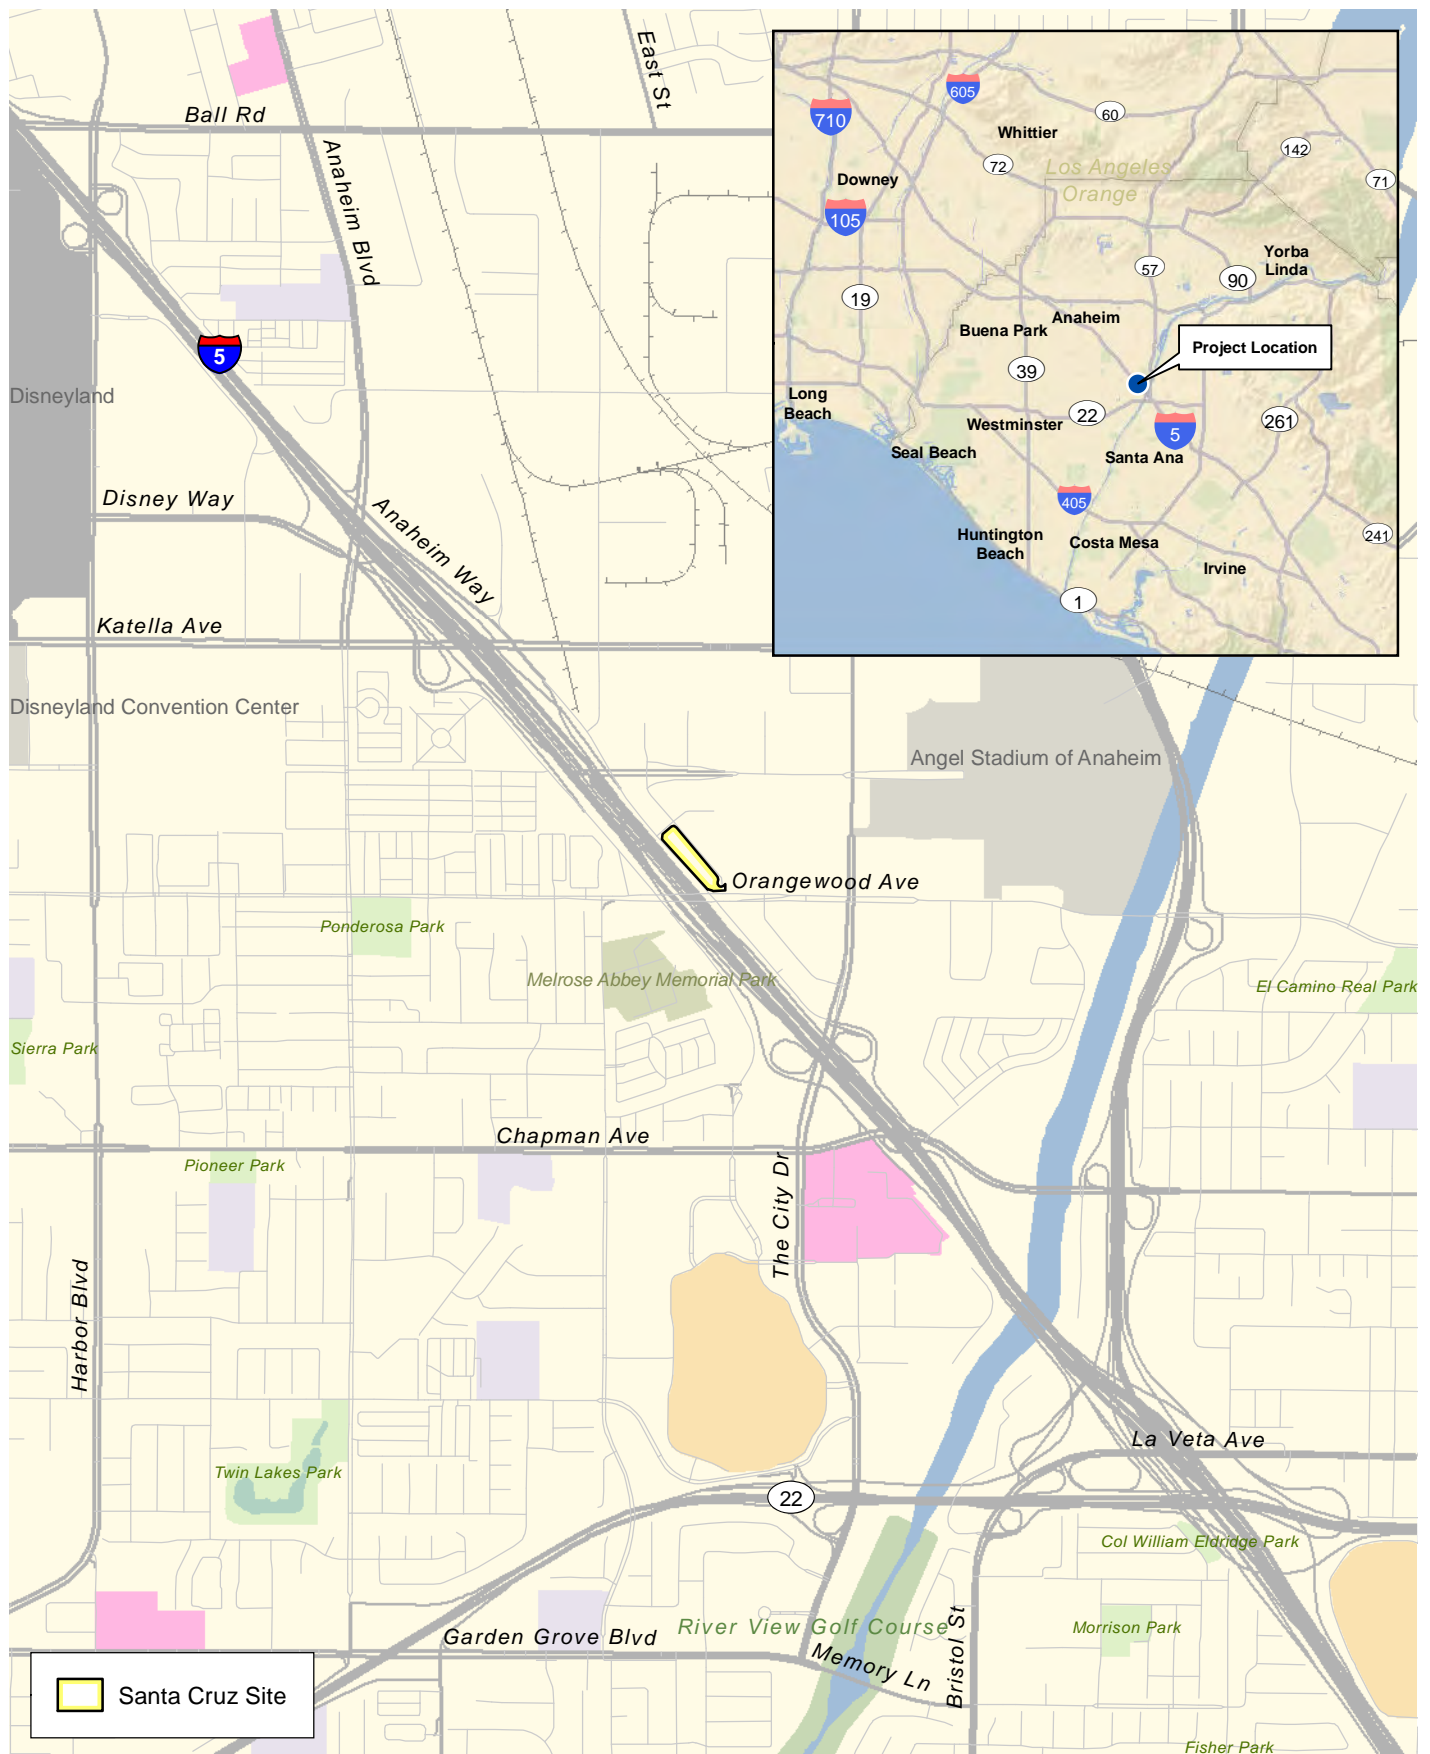 East St
Ball Rd
Anaheim Blvd
5
Disneyland
Disney Way
Anaheim Way
Katella Ave
Disneyland Convention Center
Angel Stadium of Anaheim
Orangewood Ave
Ponderosa Park
Melrose Abbey Memorial Park
El Camino Real Park
Sierra Park
Chapman Ave
Pioneer Park
The City Dr
Harbor Blvd
La Veta Ave
Twin Lakes Park
22
Col William Eldridge Park
River View Golf Course
Morrison Park
Garden Grove Blvd
Memory Ln
Bristol St
Fisher Park
Santa Cruz Site
605
710
60
Whittier
142
72
Los Angeles
Orange
71
Downey
105
Yorba
Linda
57
90
19
Anaheim
Buena Park
Project Location
39
Long
Beach
22
261
Westminster
5
Seal Beach
Santa Ana
405
Huntington
Beach
Costa Mesa
241
Irvine
1